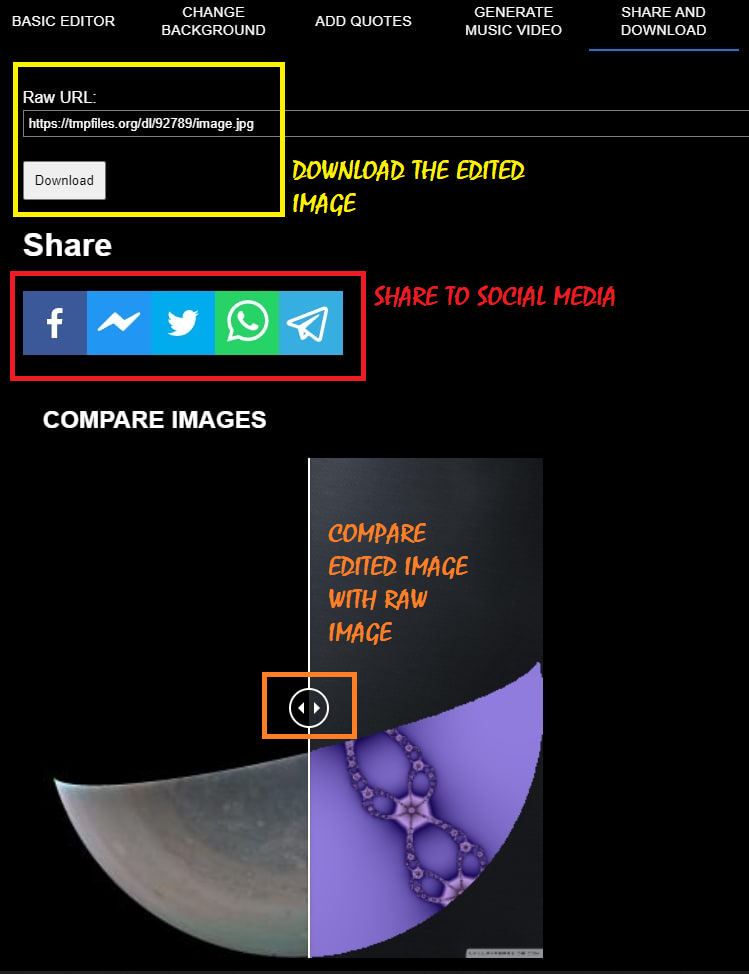 BASIC EDITOR
CHANGE
BACKGROUND
ADD QUOTES
GENERATE
MUSIC VIDEO
SHARE AND
DOWNLOAD
Raw URL:
https://tmpfiles.org/dl/92789/image.jpg
Download
DOWNLOAD THE EDITED
IMAGE
Share
SHARE TO SOCIAL MEDIA
COMPARE IMAGES
COMPARE
EDITED IMAGE
WITH RAW
IMAGE